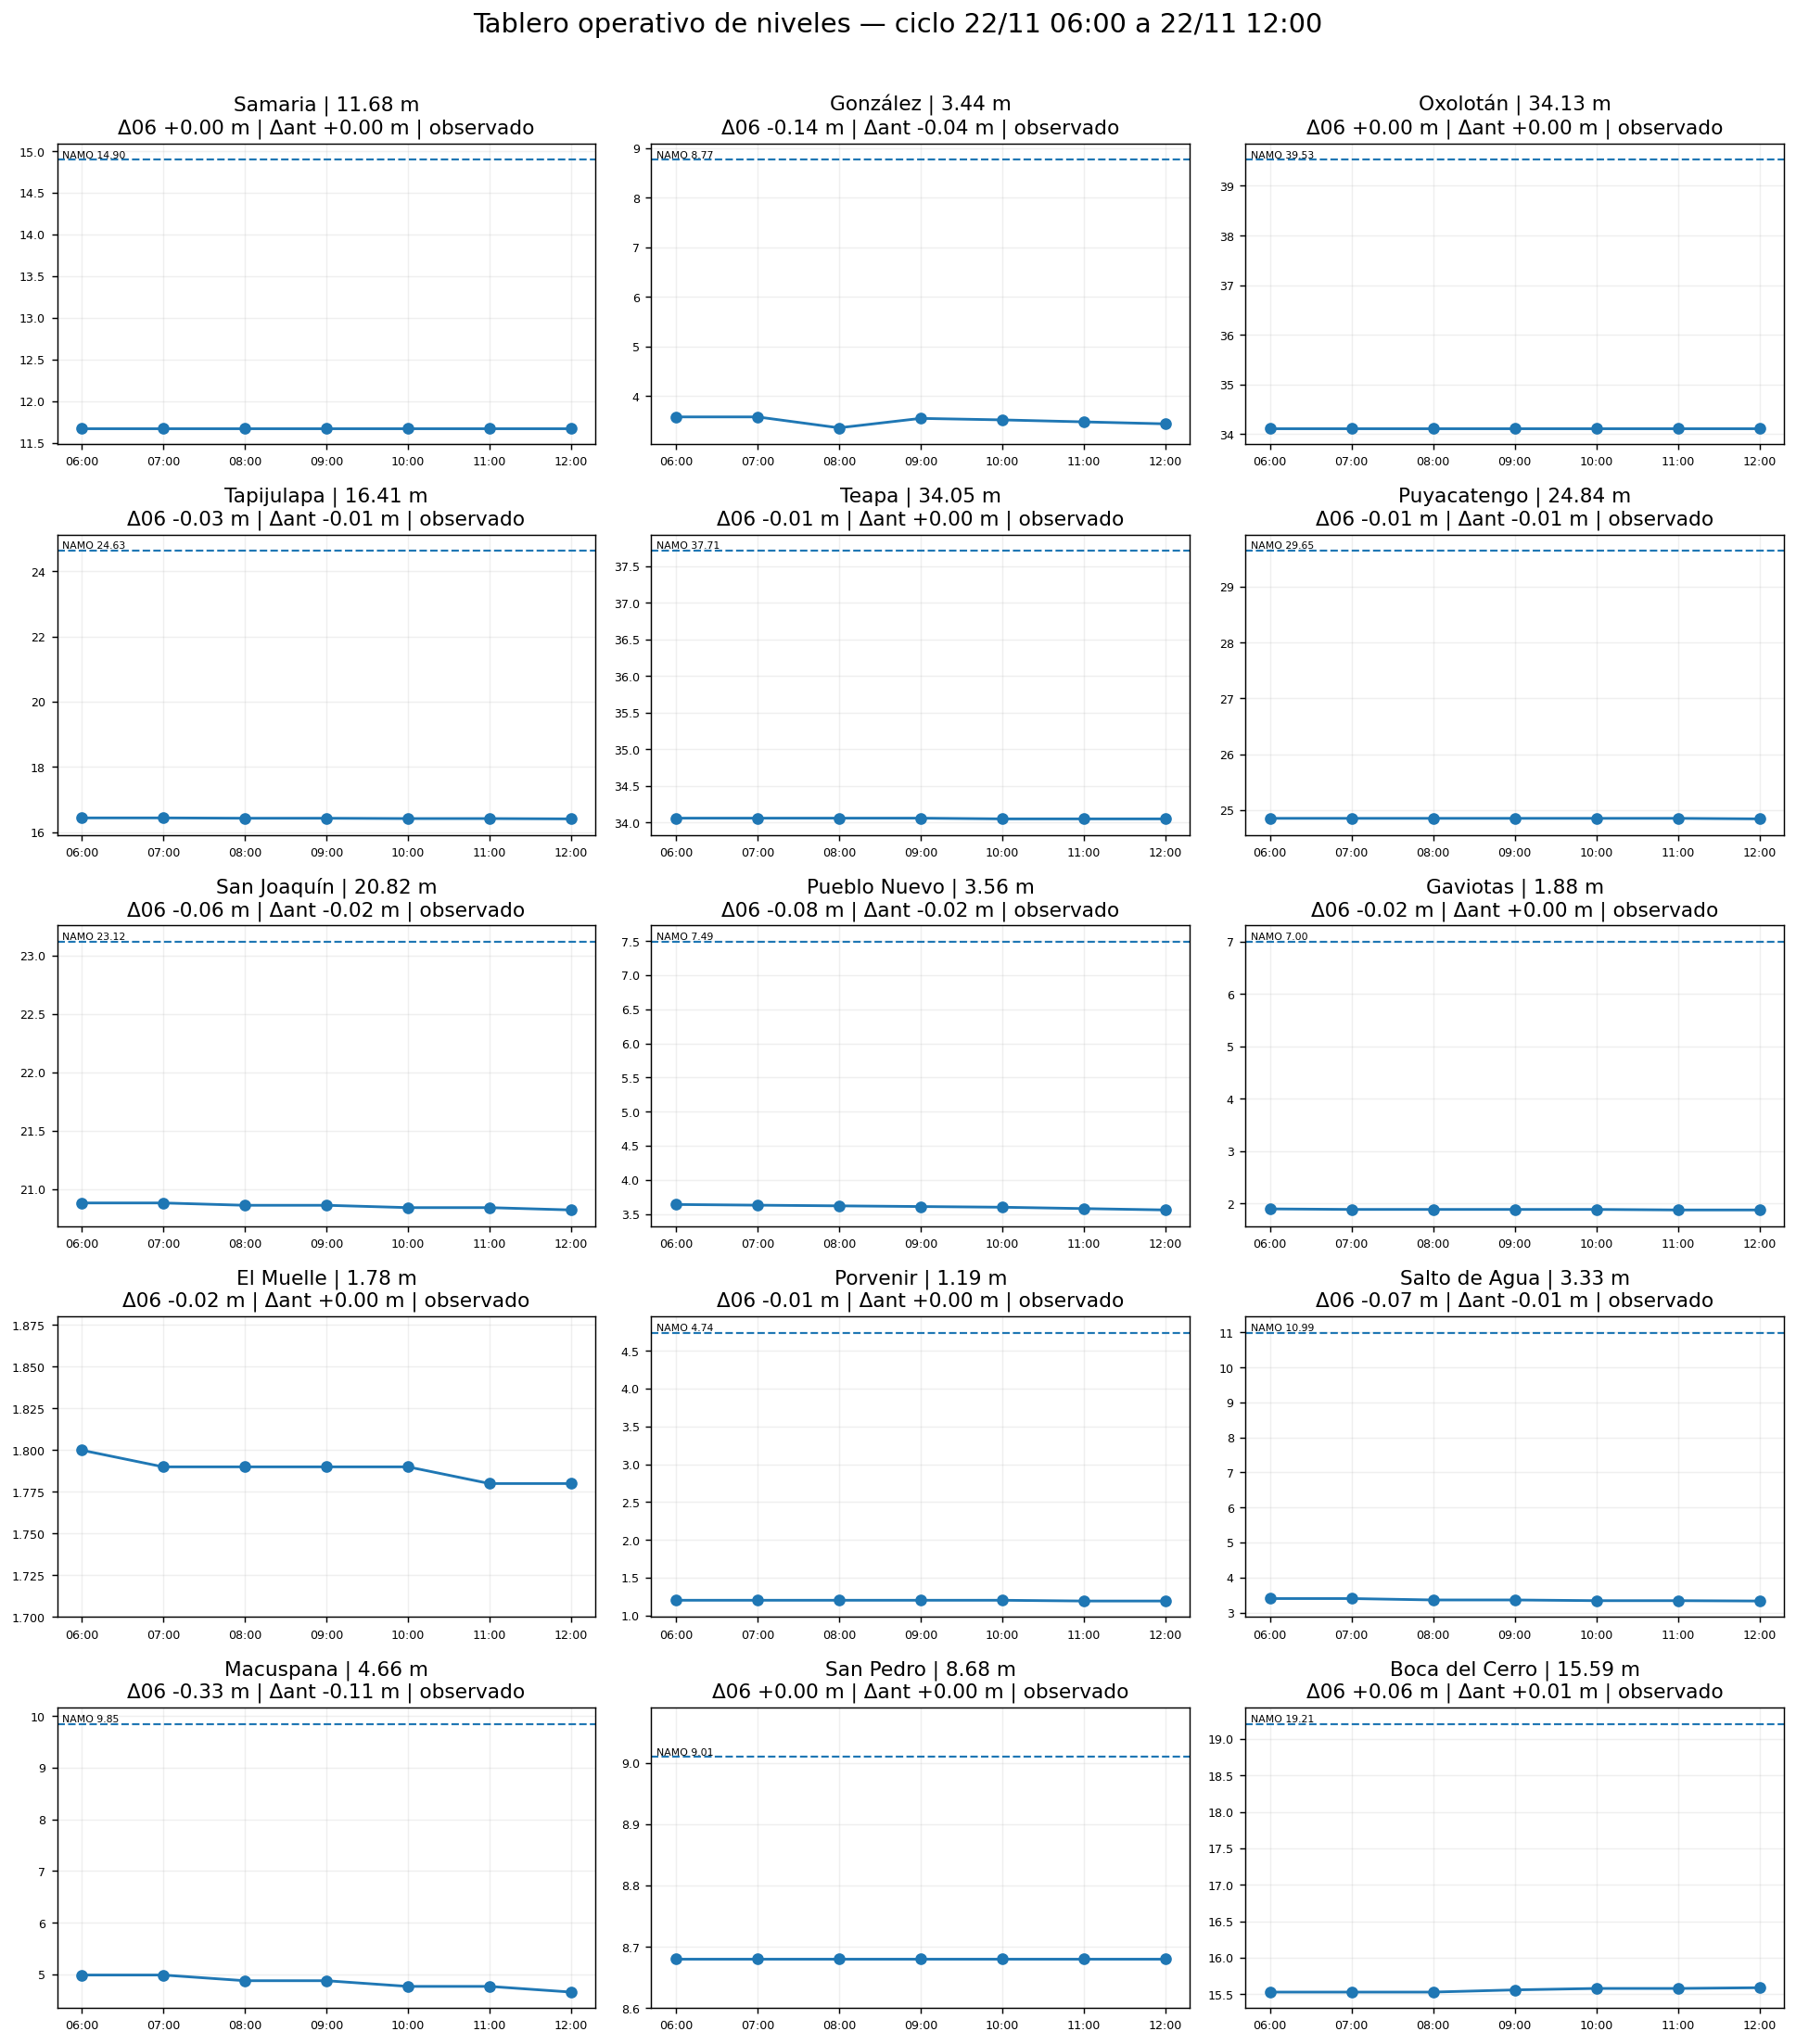 Tablero operativo de niveles — ciclo 22/11 06:00 a 22/11 12:00
Samaria | 11.68 m
Δ06 +0.00 m | Δant +0.00 m | observado
NAMO 14.90
15.0
14.5
14.0
13.5
13.0
12.5
12.0
11.5
06:00 07:00 08:00 09:00 10:00 11:00 12:00
González | 3.44 m
Δ06 -0.14 m | Δant -0.04 m | observado
NAMO 8.77
9
8
7
6
5
4
06:00 07:00 08:00 09:00 10:00 11:00 12:00
Oxolotán | 34.13 m
Δ06 +0.00 m | Δant +0.00 m | observado
NAMO 39.53
39
38
37
36
35
34
06:00 07:00 08:00 09:00 10:00 11:00 12:00
Tapijulapa | 16.41 m
Δ06 -0.03 m | Δant -0.01 m | observado
NAMO 24.63
24
22
20
18
16
06:00 07:00 08:00 09:00 10:00 11:00 12:00
Teapa | 34.05 m
Δ06 -0.01 m | Δant +0.00 m | observado
NAMO 37.71
37.5
37.0
36.5
36.0
35.5
35.0
34.5
34.0
06:00 07:00 08:00 09:00 10:00 11:00 12:00
Puyacatengo | 24.84 m
Δ06 -0.01 m | Δant -0.01 m | observado
NAMO 29.65
29
28
27
26
25
06:00 07:00 08:00 09:00 10:00 11:00 12:00
San Joaquín | 20.82 m
Δ06 -0.06 m | Δant -0.02 m | observado
NAMO 23.12
23.0
22.5
22.0
21.5
21.0
06:00 07:00 08:00 09:00 10:00 11:00 12:00
Pueblo Nuevo | 3.56 m
Δ06 -0.08 m | Δant -0.02 m | observado
NAMO 7.49
7.5
7.0
6.5
6.0
5.5
5.0
4.5
4.0
3.5
06:00 07:00 08:00 09:00 10:00 11:00 12:00
Gaviotas | 1.88 m
Δ06 -0.02 m | Δant +0.00 m | observado
NAMO 7.00
7
6
5
4
3
2
06:00 07:00 08:00 09:00 10:00 11:00 12:00
El Muelle | 1.78 m
Δ06 -0.02 m | Δant +0.00 m | observado
1.875
1.850
1.825
1.800
1.775
1.750
1.725
1.700
06:00 07:00 08:00 09:00 10:00 11:00 12:00
Porvenir | 1.19 m
Δ06 -0.01 m | Δant +0.00 m | observado
NAMO 4.74
4.5
4.0
3.5
3.0
2.5
2.0
1.5
1.0
06:00 07:00 08:00 09:00 10:00 11:00 12:00
Salto de Agua | 3.33 m
Δ06 -0.07 m | Δant -0.01 m | observado
NAMO 10.99
11
10
9
8
7
6
5
4
3
06:00 07:00 08:00 09:00 10:00 11:00 12:00
Macuspana | 4.66 m
Δ06 -0.33 m | Δant -0.11 m | observado
NAMO 9.85
10
9
8
7
6
5
06:00 07:00 08:00 09:00 10:00 11:00 12:00
San Pedro | 8.68 m
Δ06 +0.00 m | Δant +0.00 m | observado
NAMO 9.01
9.0
8.9
8.8
8.7
8.6
06:00 07:00 08:00 09:00 10:00 11:00 12:00
Boca del Cerro | 15.59 m
Δ06 +0.06 m | Δant +0.01 m | observado
NAMO 19.21
19.0
18.5
18.0
17.5
17.0
16.5
16.0
15.5
06:00 07:00 08:00 09:00 10:00 11:00 12:00